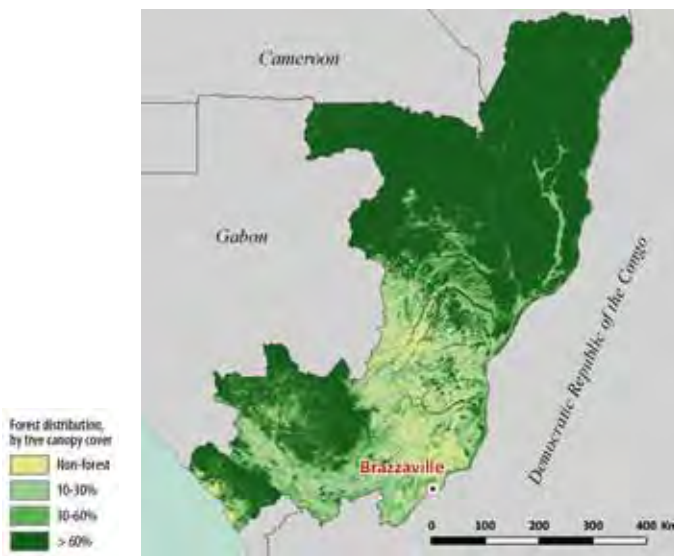 Cameroon
Gabon
Democratic Republic of the Congo
Forest distribution,
by tree canopy cover
Non-forest
10-30%
30-60%
> 60%
Brazzaville
0 100 200 300 400 Km